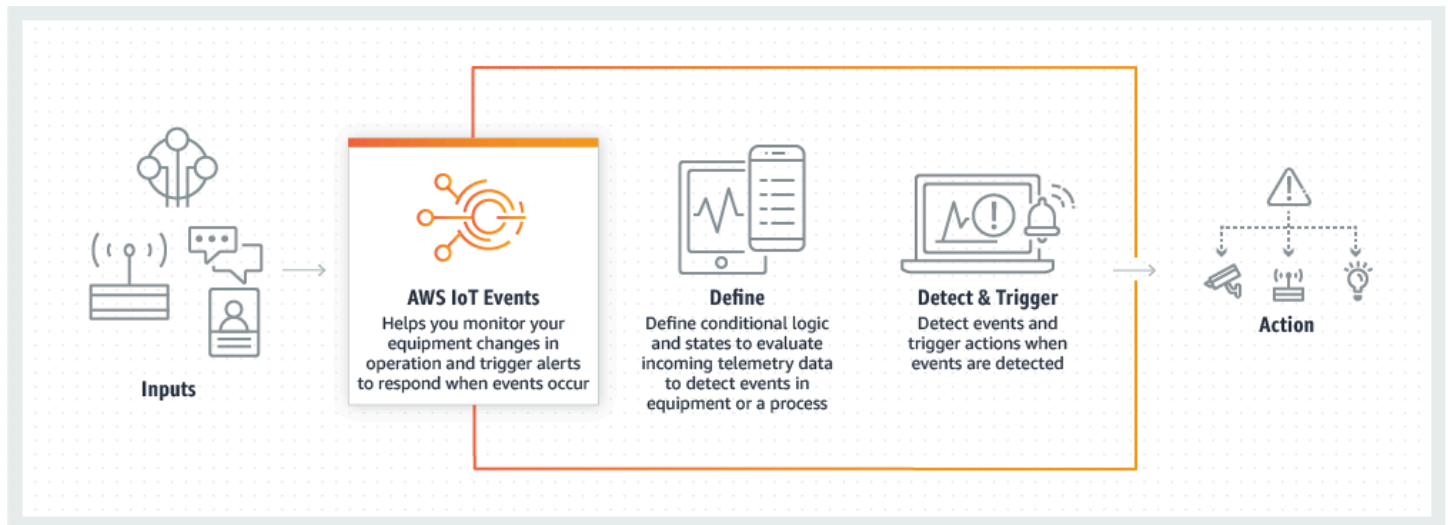 Inputs
AWS IoT Events
Helps you monitor your
equipment changes in
operation and trigger alerts
to respond when events occur
Define
Define conditional logic
and states to evaluate
incoming telemetry data
to detect events in
equipment or a process
Detect & Trigger
Detect events and
trigger actions when
events are detected
Action